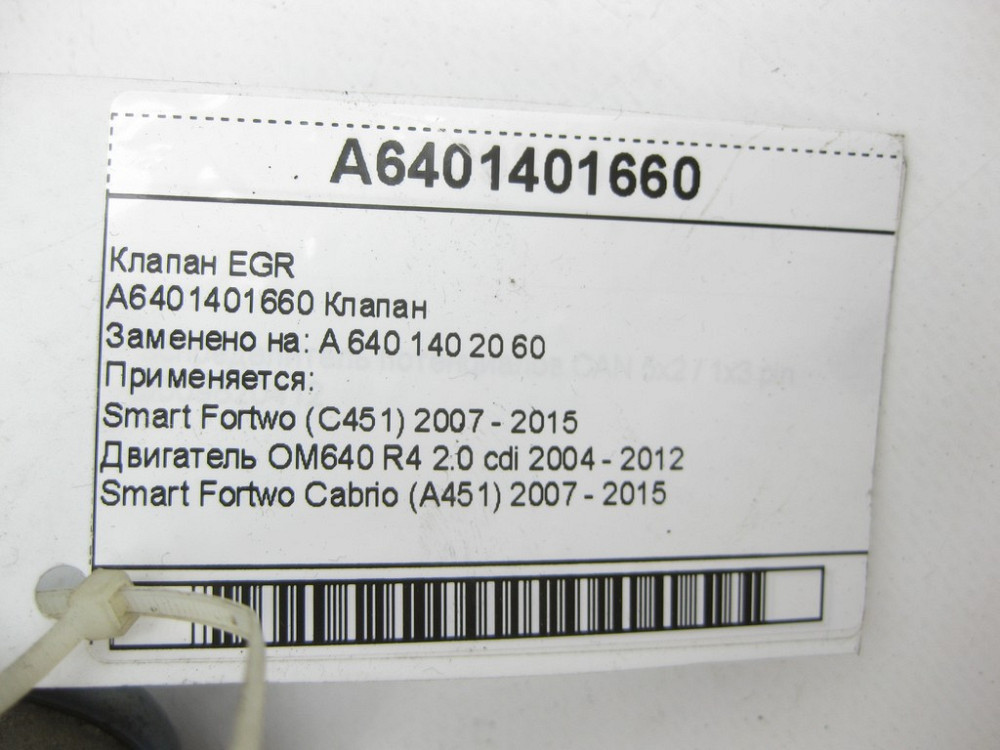 A6401401660
Клапан EGR
A6401401660 Клапан
Заменено на: A 640 140 20 60
Применяется:
Smart Fortwo (C451) 2007 - 2015
Двигатель OM640 R4 2.0 cdi 2004 - 2012
Smart Fortwo Cabrio (A451) 2007 - 2015